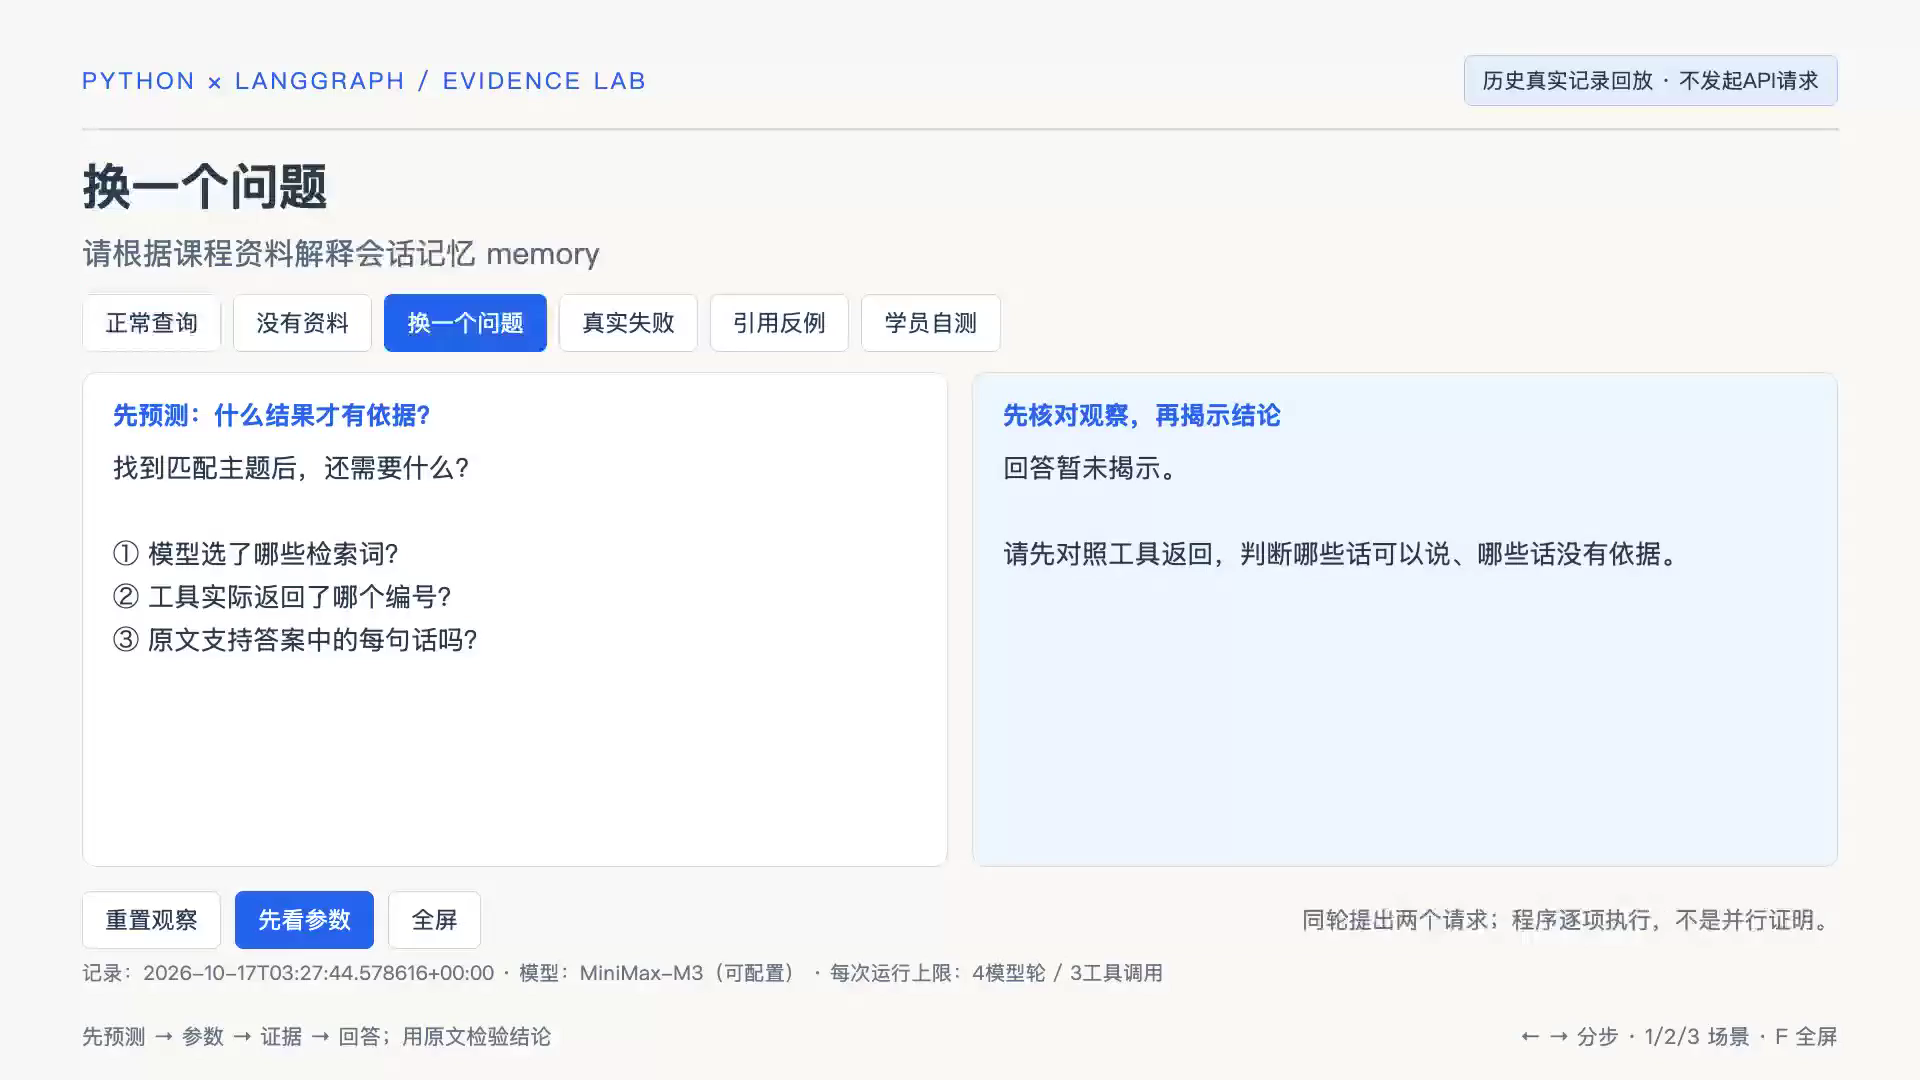 PYTHON × LANGGRAPH / EVIDENCE LAB
历史真实记录回放 · 不发起API请求
换一个问题
请根据课程资料解释会话记忆 memory
正常查询
没有资料
换一个问题
真实失败
引用反例
学员自测
先预测：什么结果才有依据？
找到匹配主题后，还需要什么？
① 模型选了哪些检索词？
② 工具实际返回了哪个编号？
③ 原文支持答案中的每句话吗？
先核对观察，再揭示结论
回答暂未揭示。
请先对照工具返回，判断哪些话可以说、哪些话没有依据。
重置观察
先看参数
全屏
同轮提出两个请求；程序逐项执行，不是并行证明。
记录：2026-10-17T03:27:44.578616+00:00 · 模型：MiniMax-M3（可配置） · 每次运行上限：4模型轮 / 3工具调用
先预测 → 参数 → 证据 → 回答；用原文检验结论
← → 分步 · 1/2/3 场景 · F 全屏